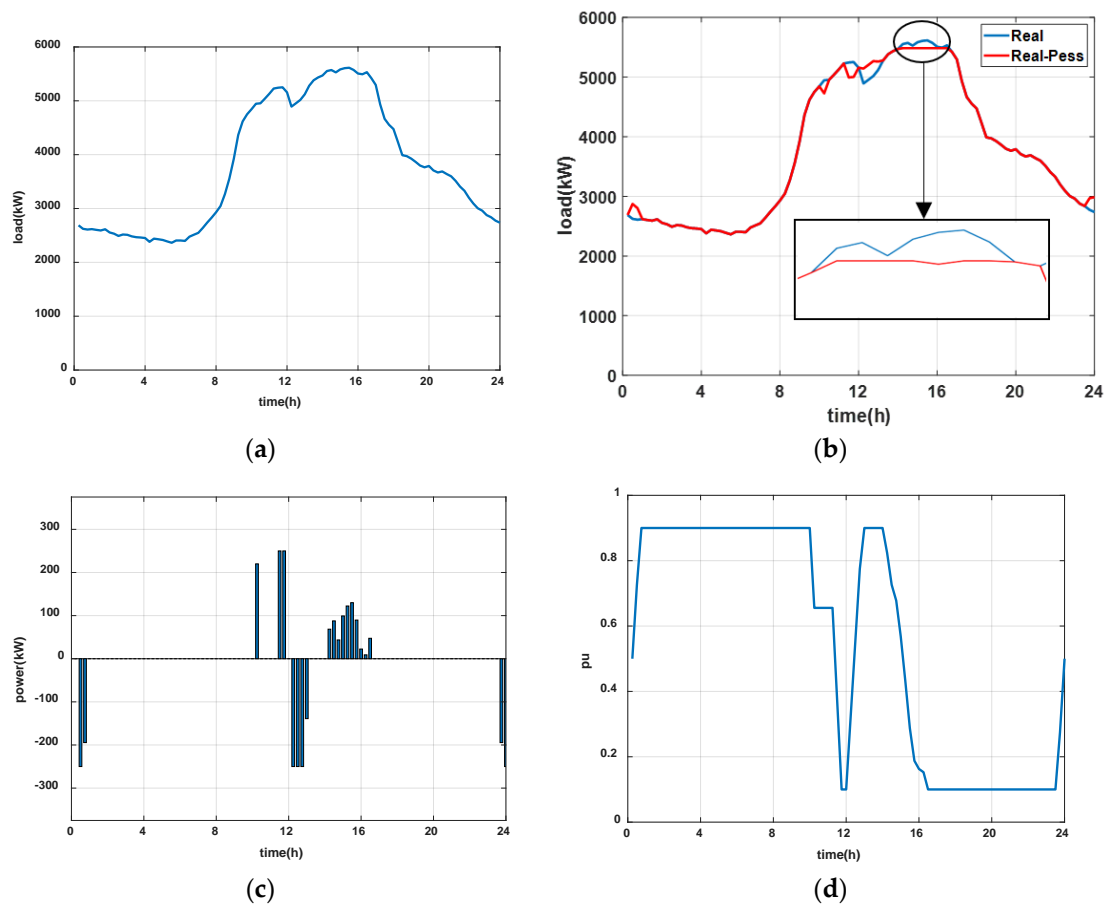 6000
5000
4000
3000
2000
1000
0
load(kW)
0 4 8 12 16 20 24
time(h)
(a)
6000
5000
4000
3000
2000
1000
0
load(kW)
Real
Real-Pess
0 4 8 12 16 20 24
time(h)
(b)
300
200
100
0
-100
-200
-300
power(kW)
0 4 8 12 16 20 24
time(h)
(c)
1
0.8
0.6
0.4
0.2
0
pu
0 4 8 12 16 20 24
time(h)
(d)